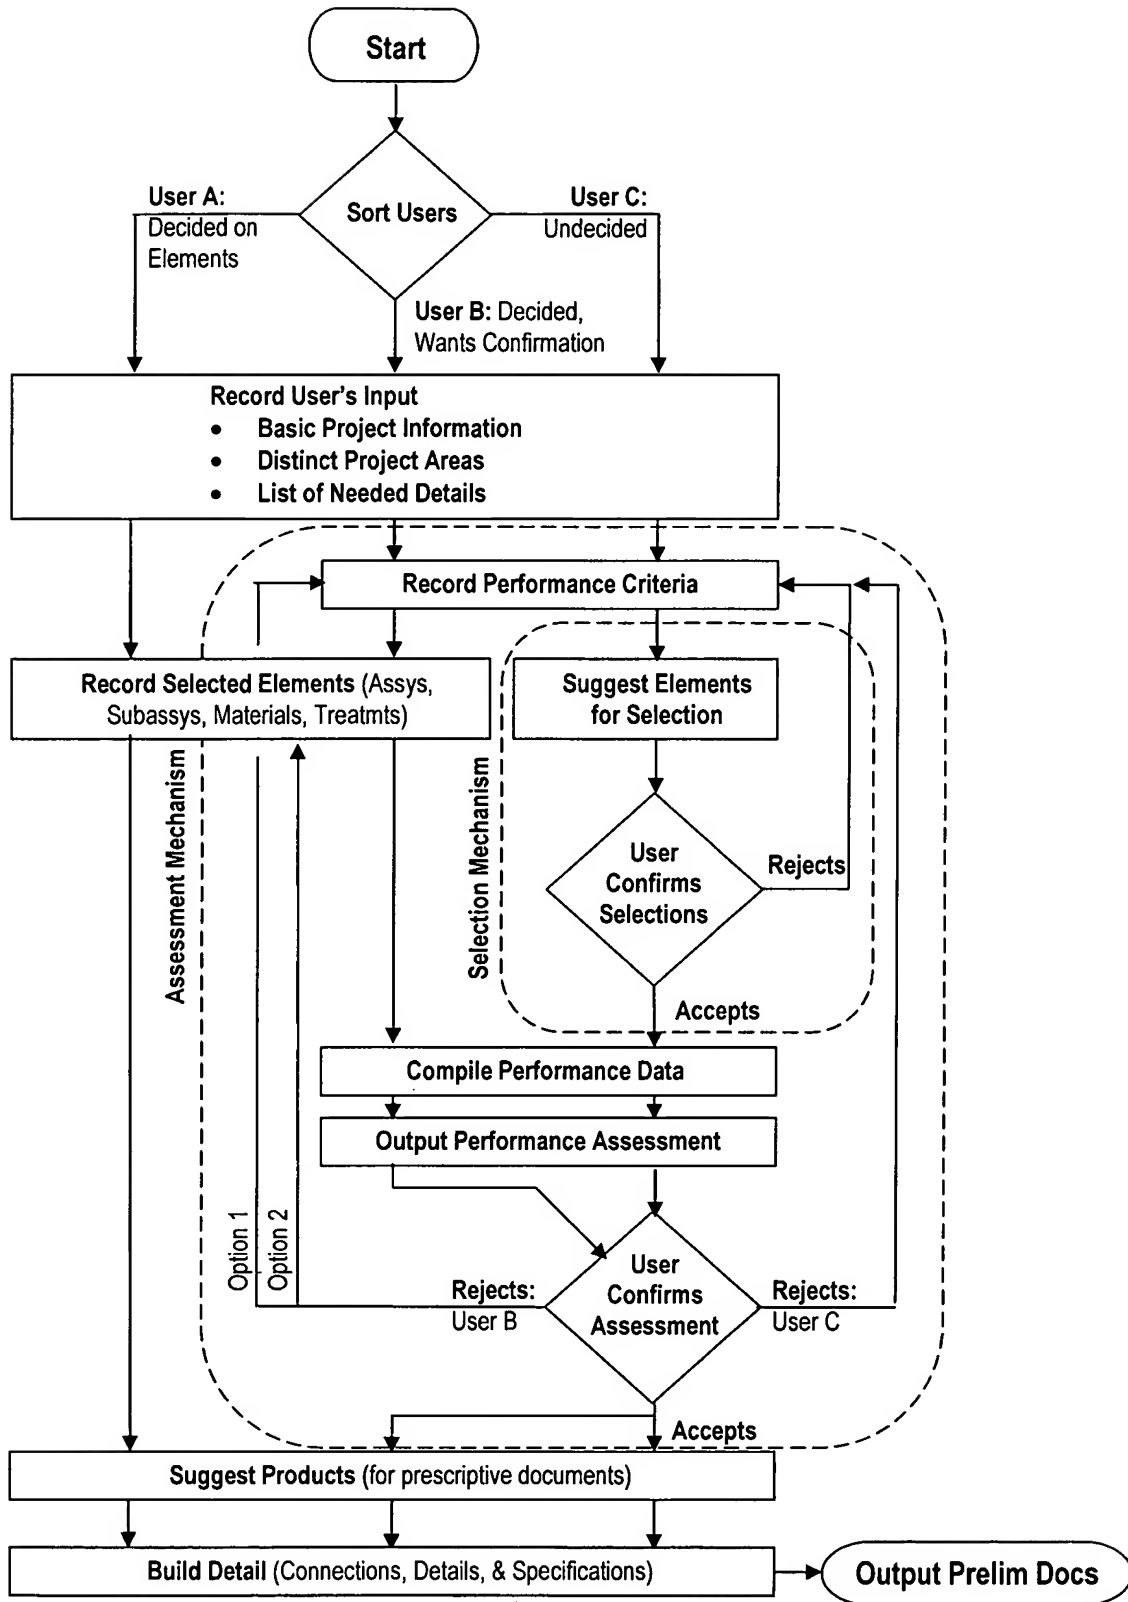 Start
Sort Users
User A:
Decided on
Elements
User C:
Undecided
User B: Decided,
Wants Confirmation
Record User's Input
• Basic Project Information
• Distinct Project Areas
• List of Needed Details
Record Performance Criteria
Record Selected Elements (Assys,
Subassys, Materials, Treatmts)
Suggest Elements
for Selection
Assessment Mechanism
Selection Mechanism
User
Confirms
Selections
Rejects
Accepts
Compile Performance Data
Output Performance Assessment
Option 1
Option 2
User
Confirms
Assessment
Rejects:
User B
Rejects:
User C
Accepts
Suggest Products (for prescriptive documents)
Build Detail (Connections, Details, & Specifications)
Output Prelim Docs